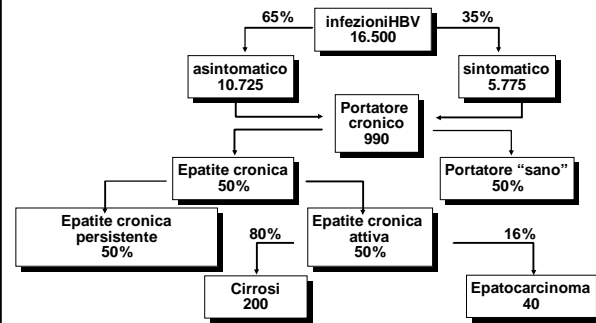 65%
infezioniHBV
16.500
35%
asintomatico
10.725
sintomatico
5.775
Portatore
cronico
990
Epatite cronica
50%
Portatore “sano”
50%
Epatite cronica
persistente
50%
80%
Epatite cronica
attiva
50%
16%
Cirrosi
200
Epatocarcinoma
40